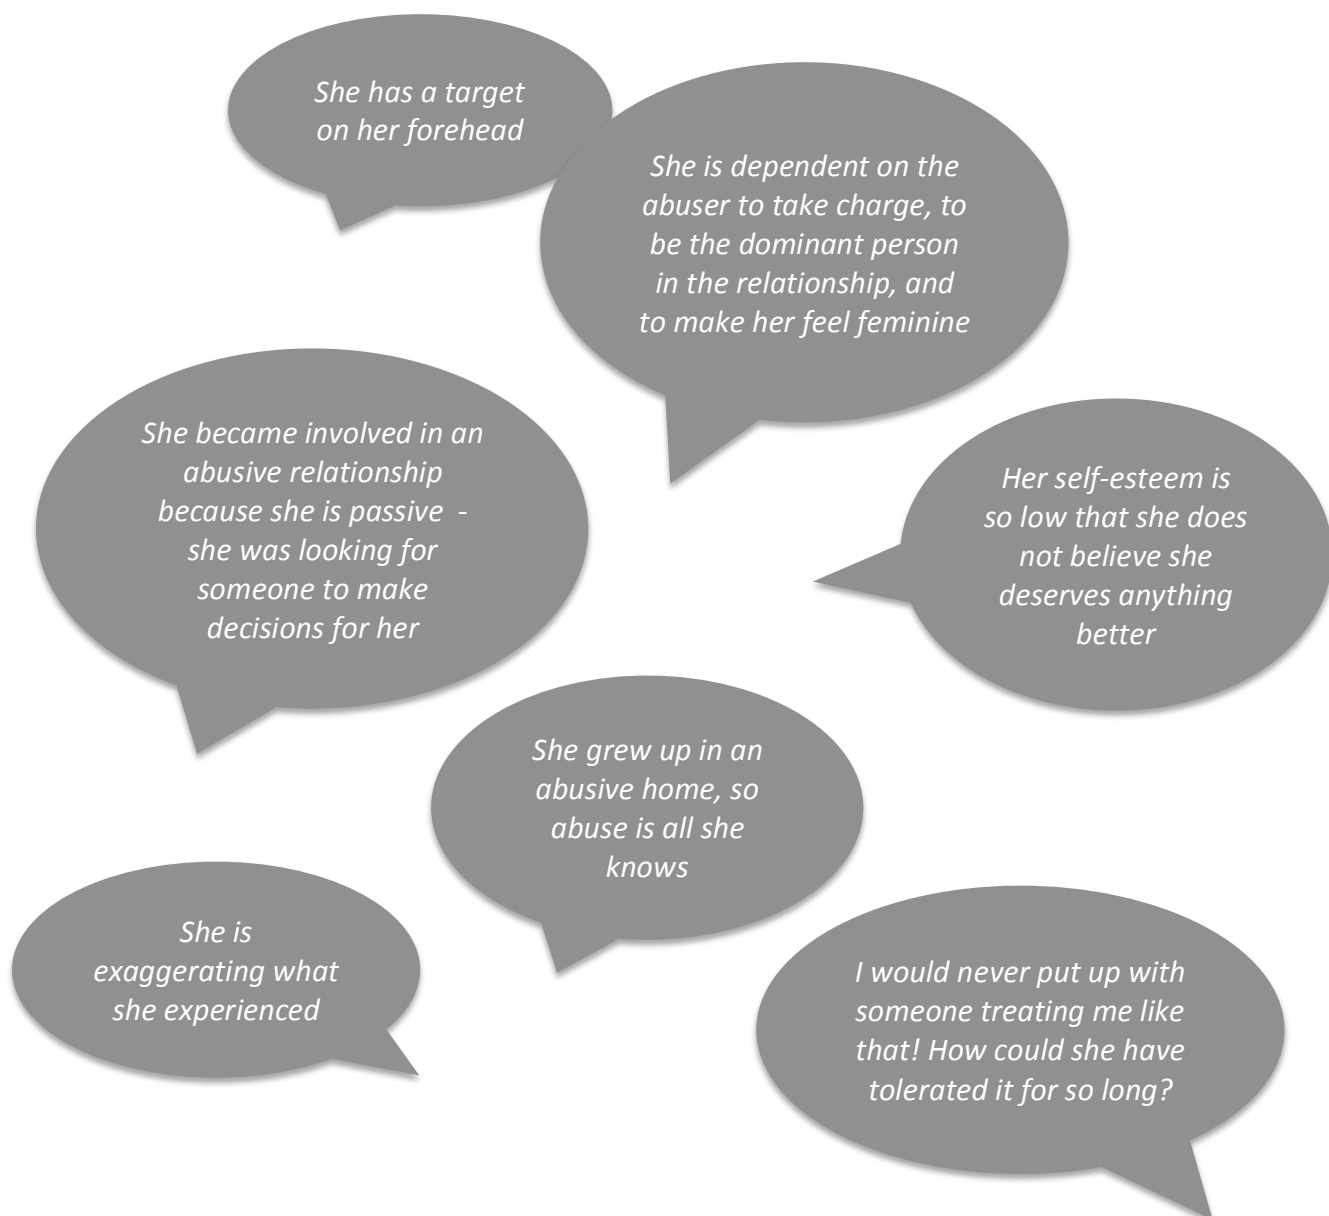 She has a target
on her forehead
She is dependent on the
abuser to take charge, to
be the dominant person
in the relationship, and
to make her feel feminine
She became involved in an
abusive relationship
because she is passive -
she was looking for
someone to make
decisions for her
Her self-esteem is
so low that she does
not believe she
deserves anything
better
She grew up in an
abusive home, so
abuse is all she
knows
She is
exaggerating what
she experienced
I would never put up with
someone treating me like
that! How could she have
tolerated it for so long?